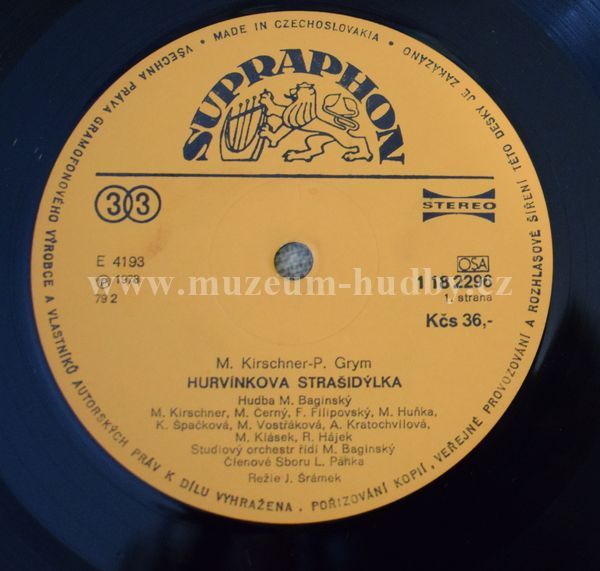 VŠECHNA PRÁVA GRAMOFONOVÉHO VÝROBCE A VLASTNÍKŮ AUTORSKÝCH PRÁV K DÍLU VYHRAŽENA. POŘIZOVÁNÍ KOPIÍ, VEŘEJNÉ PROVOZOVÁNÍ A ROZHLASOVÉ ŠÍŘENÍ TÉTO DESKY JE ZAKÁZÁNO • MADE IN CZECHOSLOVAKIA •
SUPRAPHON
33
STEREO
E 4193
Ⓟ 1978
79 2
OSA
1 18 2296
1. strana
Kčs 36,-
www.muzeum-hudby.cz
M. Kirschner-P. Grym
HURVÍNKOVA STRAŠIDÝLKA
Hudba M. Baginský
M. Kirschner, M. Černý, F. Filipovský, M. Huňka,
K. Špačková, M. Vostřáková, A. Kratochvílová,
M. Klásek, R. Hájek
Studiový orchestr řídí M. Baginský
Členové Sboru L. Pánka
Režie J. Šrámek